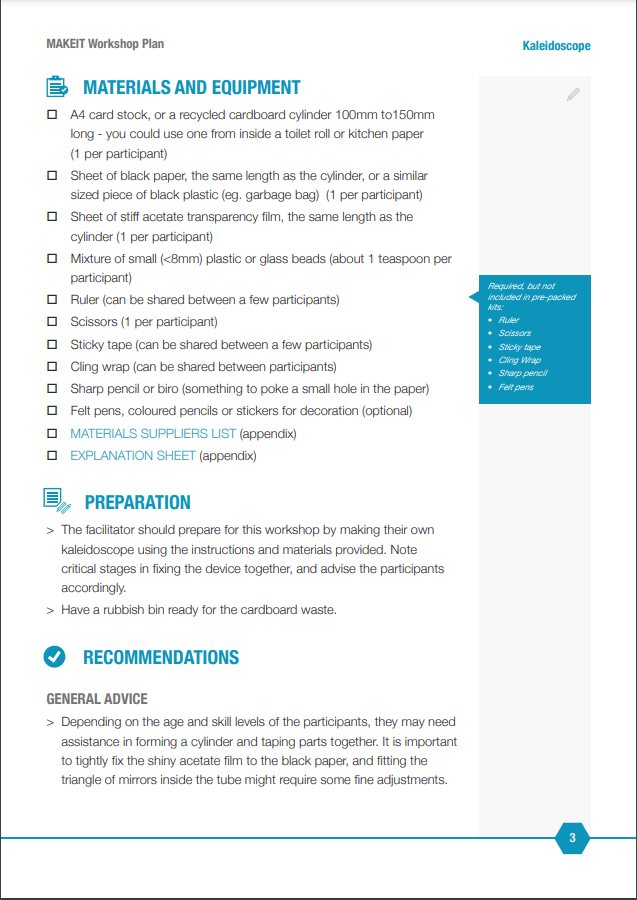 MAKEIT Workshop Plan
Kaleidoscope
MATERIALS AND EQUIPMENT
A4 card stock, or a recycled cardboard cylinder 100mm to150mm
long - you could use one from inside a toilet roll or kitchen paper
(1 per participant)
Sheet of black paper, the same length as the cylinder, or a similar
sized piece of black plastic (eg. garbage bag) (1 per participant)
Sheet of stiff acetate transparency film, the same length as the
cylinder (1 per participant)
Mixture of small (<8mm) plastic or glass beads (about 1 teaspoon per
participant)
Ruler (can be shared between a few participants)
Scissors (1 per participant)
Sticky tape (can be shared between a few participants)
Cling wrap (can be shared between participants)
Sharp pencil or biro (something to poke a small hole in the paper)
Felt pens, coloured pencils or stickers for decoration (optional)
MATERIALS SUPPLIERS LIST (appendix)
EXPLANATION SHEET (appendix)
Required, but not
included in pre-packed
kits:
• Ruler
• Scissors
• Sticky tape
• Cling Wrap
• Sharp pencil
• Felt pens
PREPARATION
> The facilitator should prepare for this workshop by making their own
kaleidoscope using the instructions and materials provided. Note
critical stages in fixing the device together, and advise the participants
accordingly.
> Have a rubbish bin ready for the cardboard waste.
RECOMMENDATIONS
GENERAL ADVICE
> Depending on the age and skill levels of the participants, they may need
assistance in forming a cylinder and taping parts together. It is important
to tightly fix the shiny acetate film to the black paper, and fitting the
triangle of mirrors inside the tube might require some fine adjustments.
3